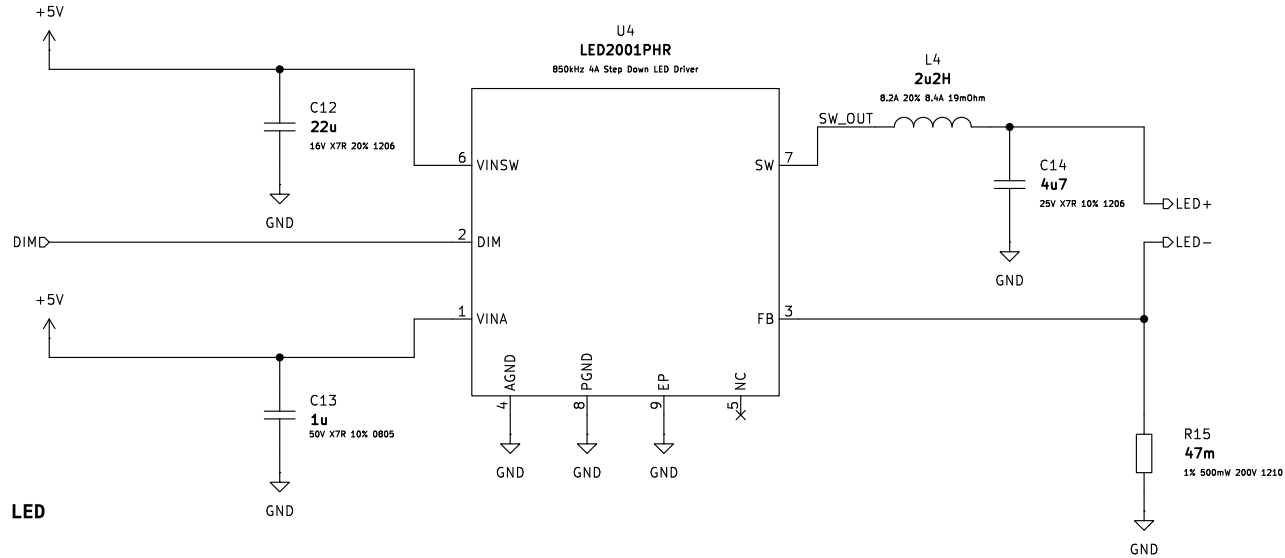 +5V
U4
LED2001PHR
850kHz 4A Step Down LED Driver
L4
2u2H
8.2A 20% 8.4A 19mOhm
C12
22u
16V X7R 20% 1206
SW_OUT
6 VINSW
SW 7
C14
4u7
25V X7R 10% 1206
GND
LED+
DIM
2 DIM
LED-
GND
+5V
1 VINA
FB 3
AGND
PGND
EP
NC
4
8
9
5
C13
1u
50V X7R 10% 0805
R15
47m
1% 500mW 200V 1210
GND
GND
GND
LED
GND
GND